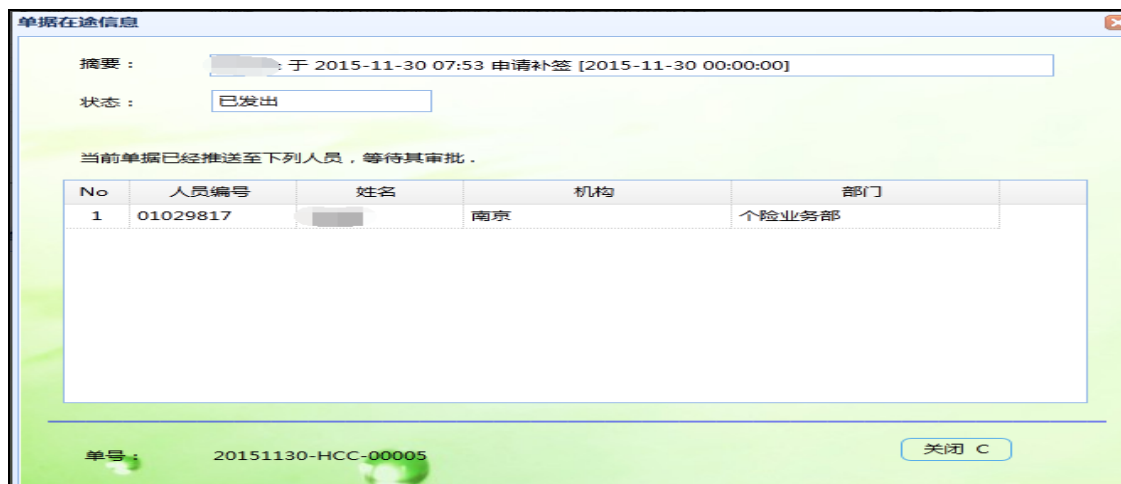 单据在途信息
摘要： : 于 2015-11-30 07:53 申请补签 [2015-11-30 00:00:00]
状态： 已发出
当前单据已经推送至下列人员，等待其审批．
No 人员编号 姓名 机构 部门
1 01029817 南京 个险业务部
单号： 20151130-HCC-00005 关闭 C